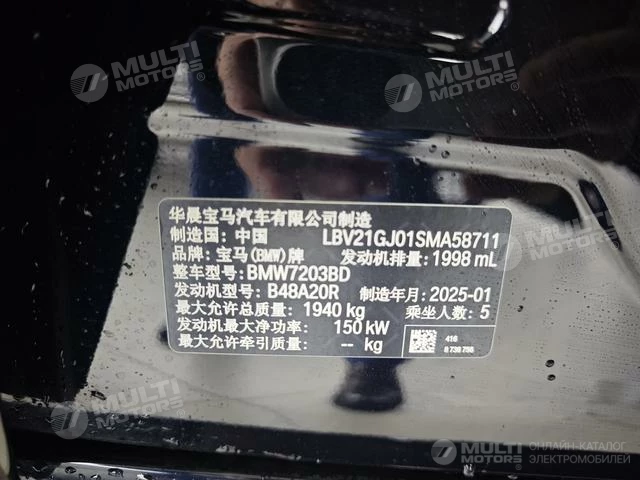 MULTI MOTORS
MULTI MOTORS
华晨宝马汽车有限公司制造
制造国：中国 LBV21GJ01SMA58711
品牌：宝马(BMW)牌 发动机排量：1998 mL
整车型号：BMW7203BD
发动机型号：B48A20R 制造年月：2025-01
最大允许总质量：1940 kg 乘坐人数：5
发动机最大净功率：150 kW
最大允许牵引质量：-- kg
416
MULTI MOTORS
MULTI MOTORS
ОНЛАЙН-КАТАЛОГ
ЭЛЕКТРОМОБИЛЕЙ